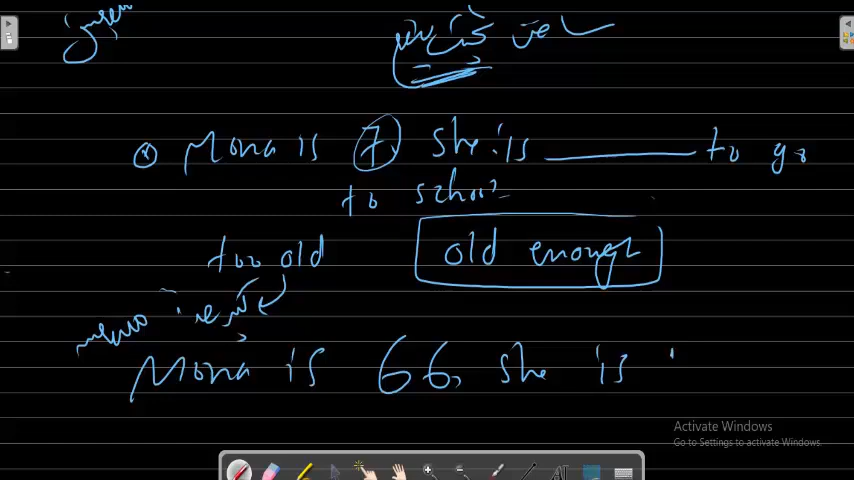 Mona is 7, she is ______ to go
to school
too old
old enough
Mona is 66, she is
Activate Windows
Go to Settings to activate Windows.